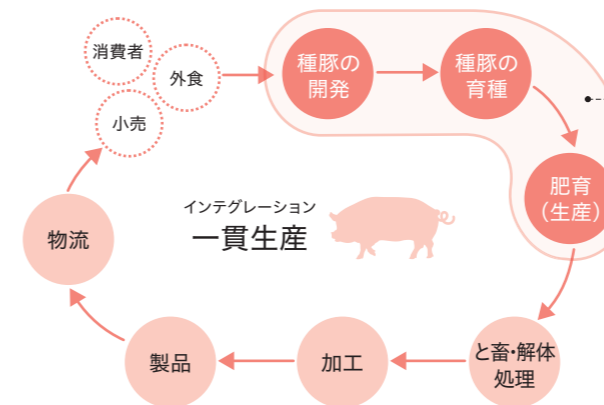 消費者
外食
小売
種豚の
開発
種豚の
育種
肥育
（生産）
と畜・解体
処理
加工
製品
物流
インテグレーション
一貫生産